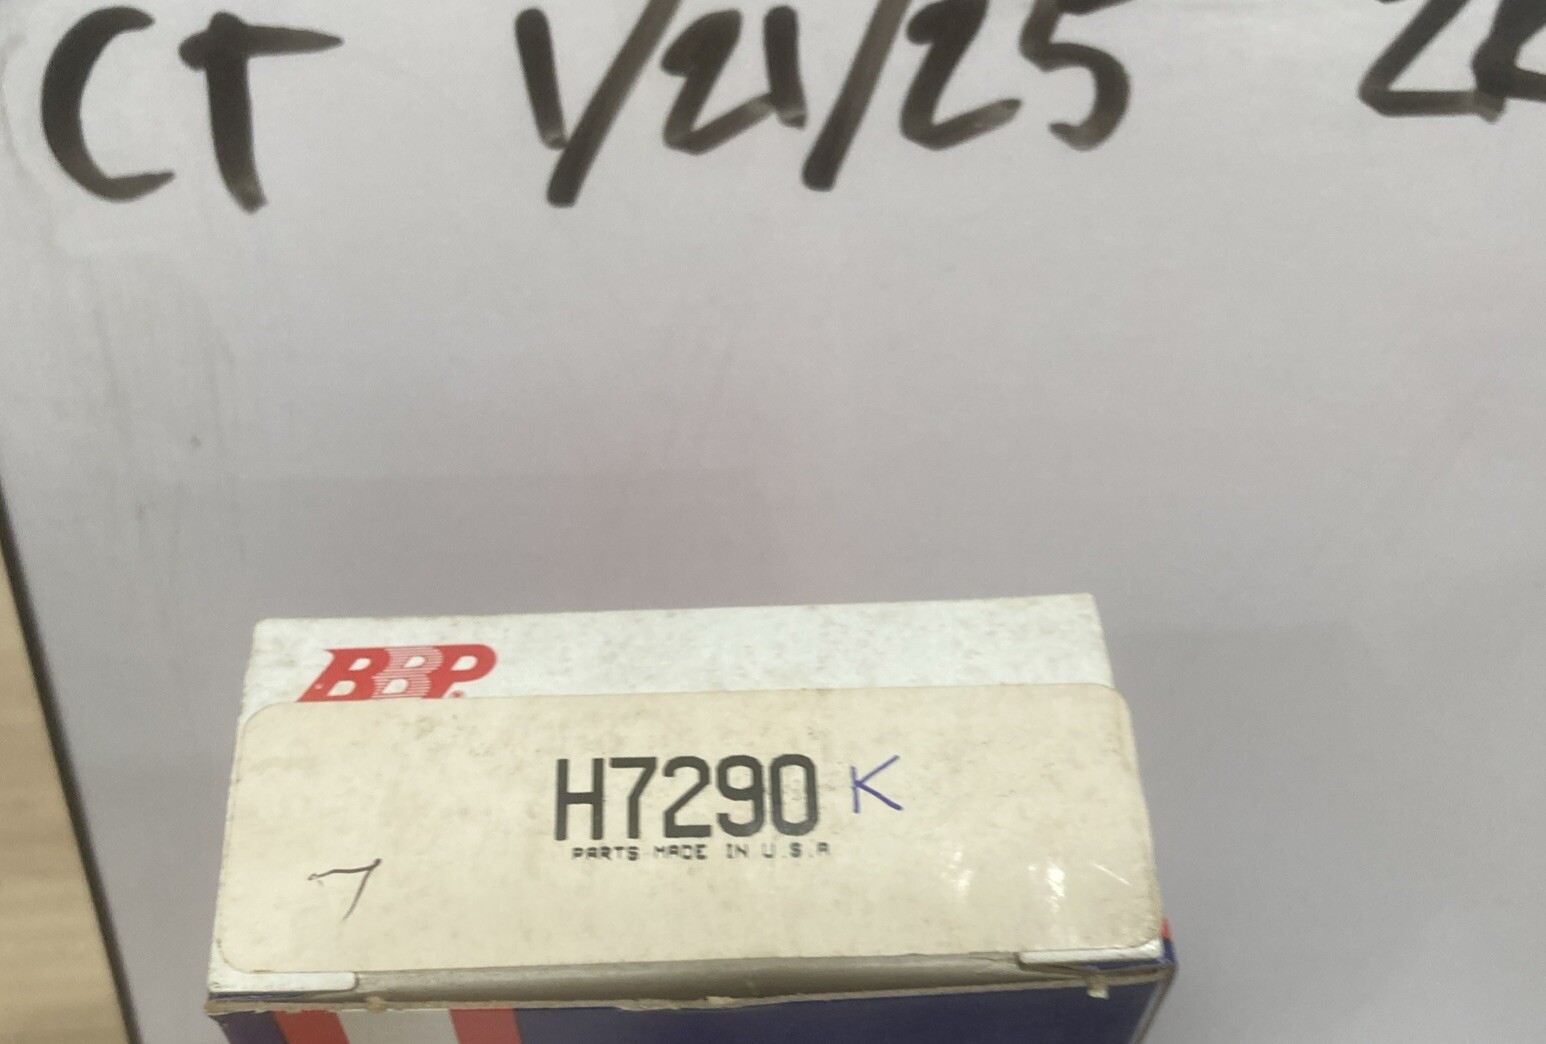 CT 1/21/25
BBP
H7290 K
PARTS MADE IN U.S.A
7